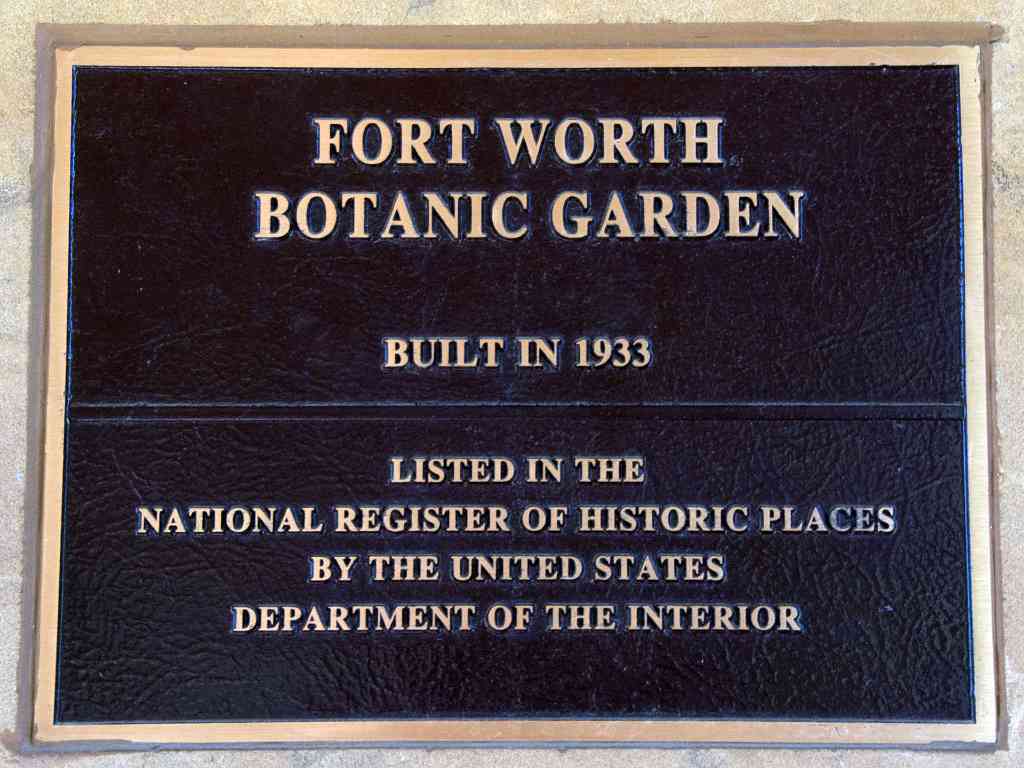 FORT WORTH
BOTANIC GARDEN
BUILT IN 1933
LISTED IN THE
NATIONAL REGISTER OF HISTORIC PLACES
BY THE UNITED STATES
DEPARTMENT OF THE INTERIOR